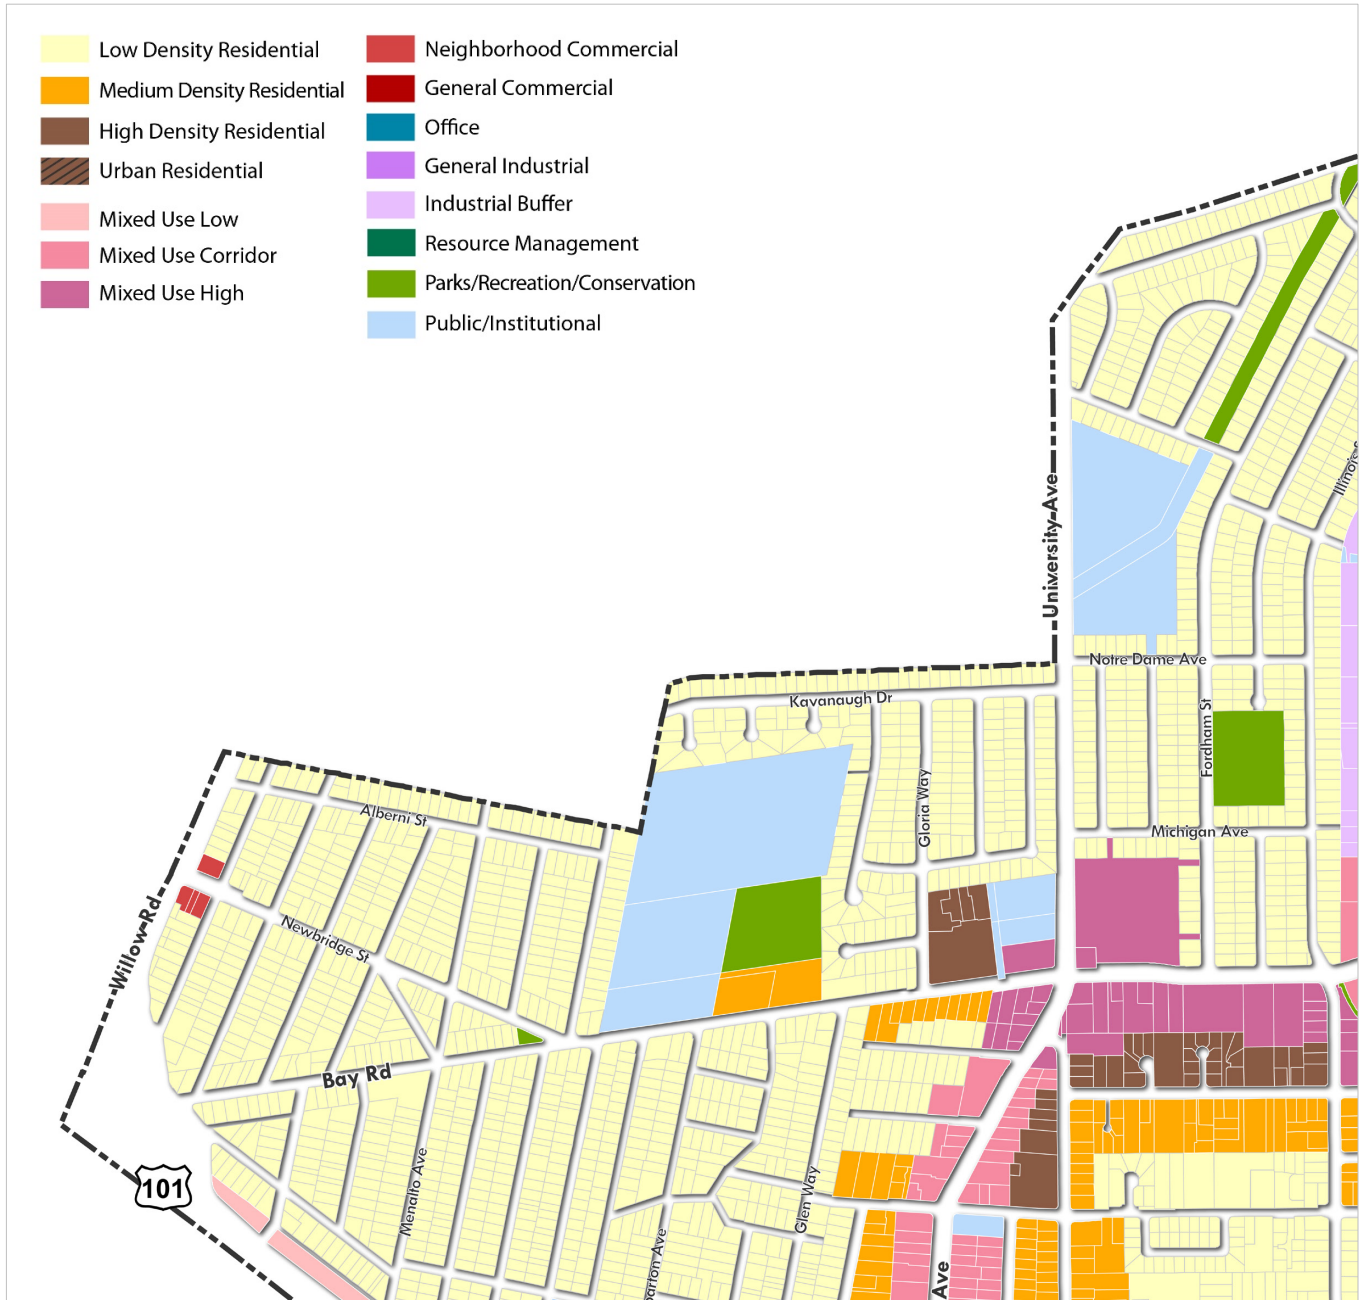 Low Density Residential
Medium Density Residential
High Density Residential
Urban Residential
Mixed Use Low
Mixed Use Corridor
Mixed Use High
Neighborhood Commercial
General Commercial
Office
General Industrial
Industrial Buffer
Resource Management
Parks/Recreation/Conservation
Public/Institutional
University Ave
Illinois
Notre Dame Ave
Kavanaugh Dr
Fordham St
Gloria Way
Michigan Ave
Alberni St
Willow Rd
Newbridge St
Bay Rd
101
Menalto Ave
Glen Way
arton Ave
Ave